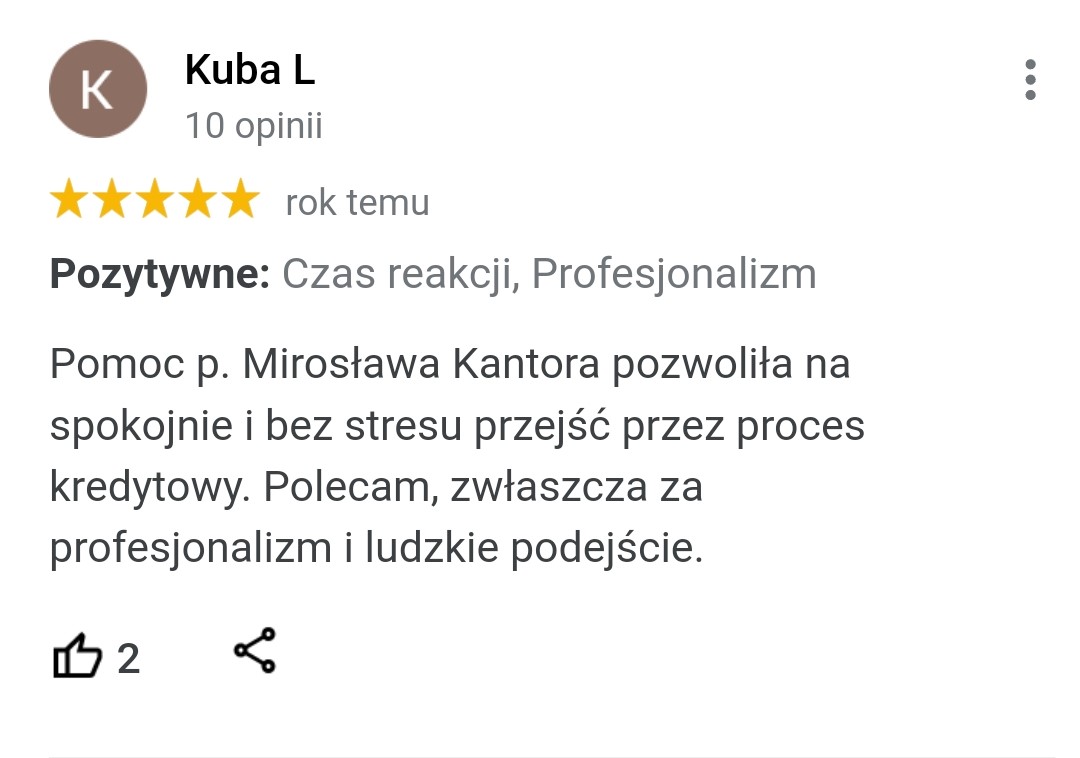 K
Kuba L
10 opinii
rok temu
Pozytywne: Czas reakcji, Profesjonalizm
Pomoc p. Mirosława Kantora pozwoliła na
spokojnie i bez stresu przejść przez proces
kredytowy. Polecam, zwłaszcza za
profesjonalizm i ludzkie podejście.
2